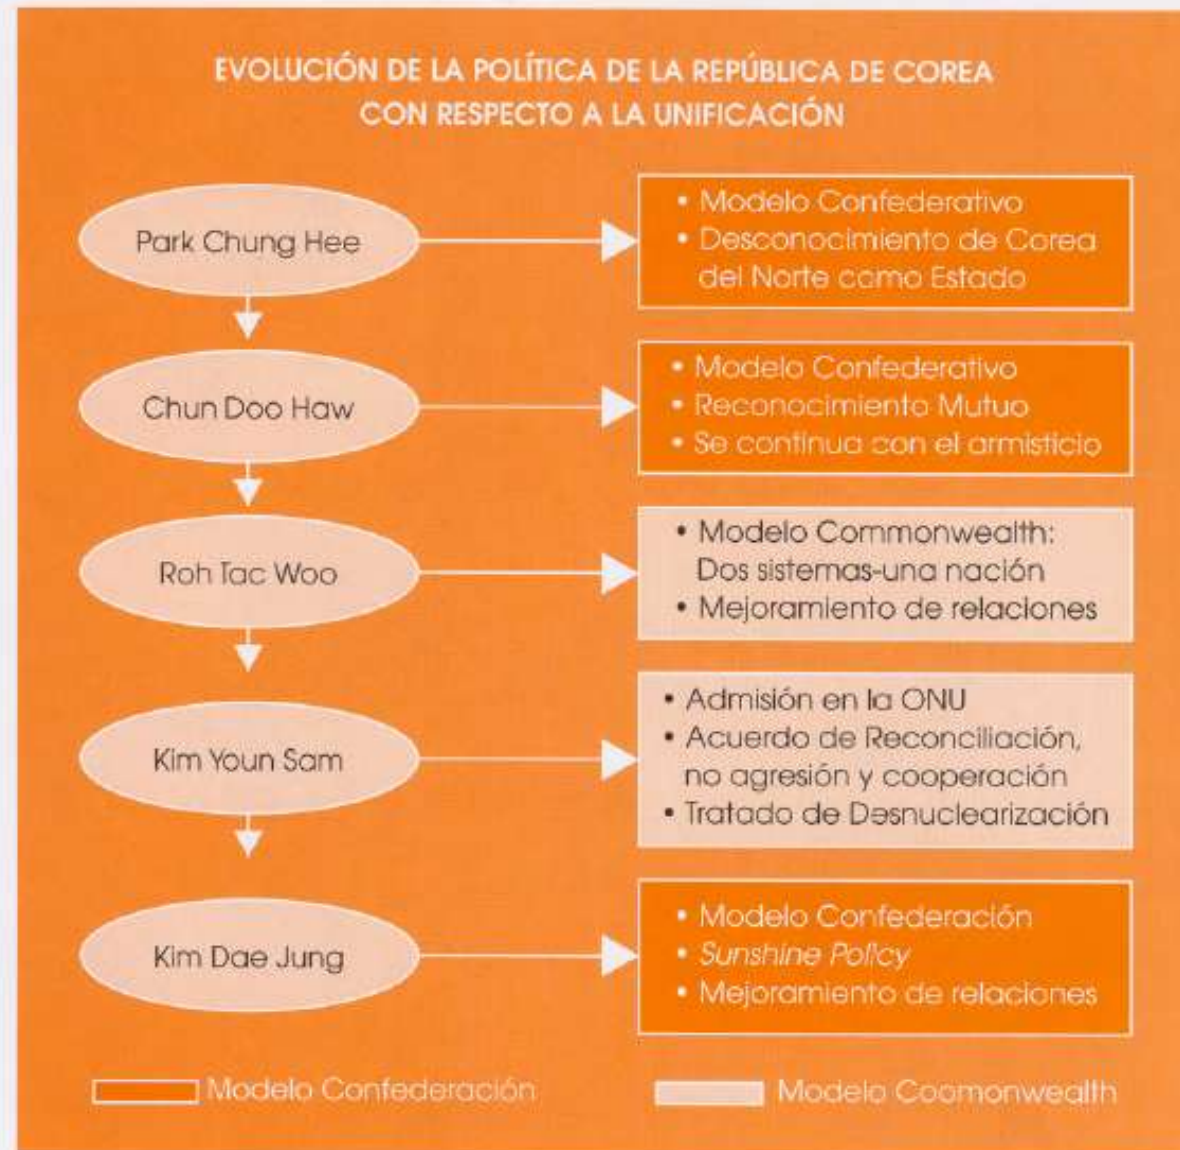 EVOLUCIÓN DE LA POLÍTICA DE LA REPÚBLICA DE COREA
CON RESPECTO A LA UNIFICACIÓN
Park Chung Hee
• Modelo Confederativo
• Desconocimiento de Corea
del Norte como Estado
Chun Doo Haw
• Modelo Confederativo
• Reconocimiento Mutuo
• Se continua con el armisticio
Roh Tac Woo
• Modelo Commonwealth:
Dos sistemas-una nación
• Mejoramiento de relaciones
Kim Youn Sam
• Admisión en la ONU
• Acuerdo de Reconciliación,
no agresión y cooperación
• Tratado de Desnuclearización
Kim Dae Jung
• Modelo Confederación
• Sunshine Policy
• Mejoramiento de relaciones
Modelo Confederación
Modelo Coomonwealth